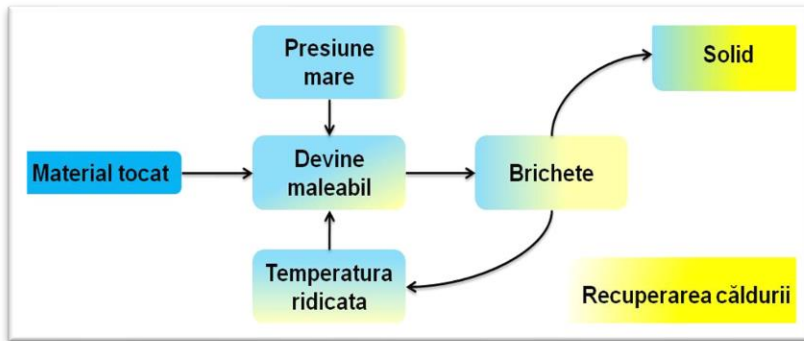 Presiune
mare
Solid
Material tocat
Devine
maleabil
Brichete
Temperatura
ridicata
Recuperarea căldurii